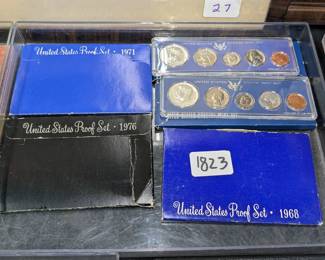 27
United States Proof Set · 1971
United States Proof Set · 1976
1823
United States Proof Set · 1968